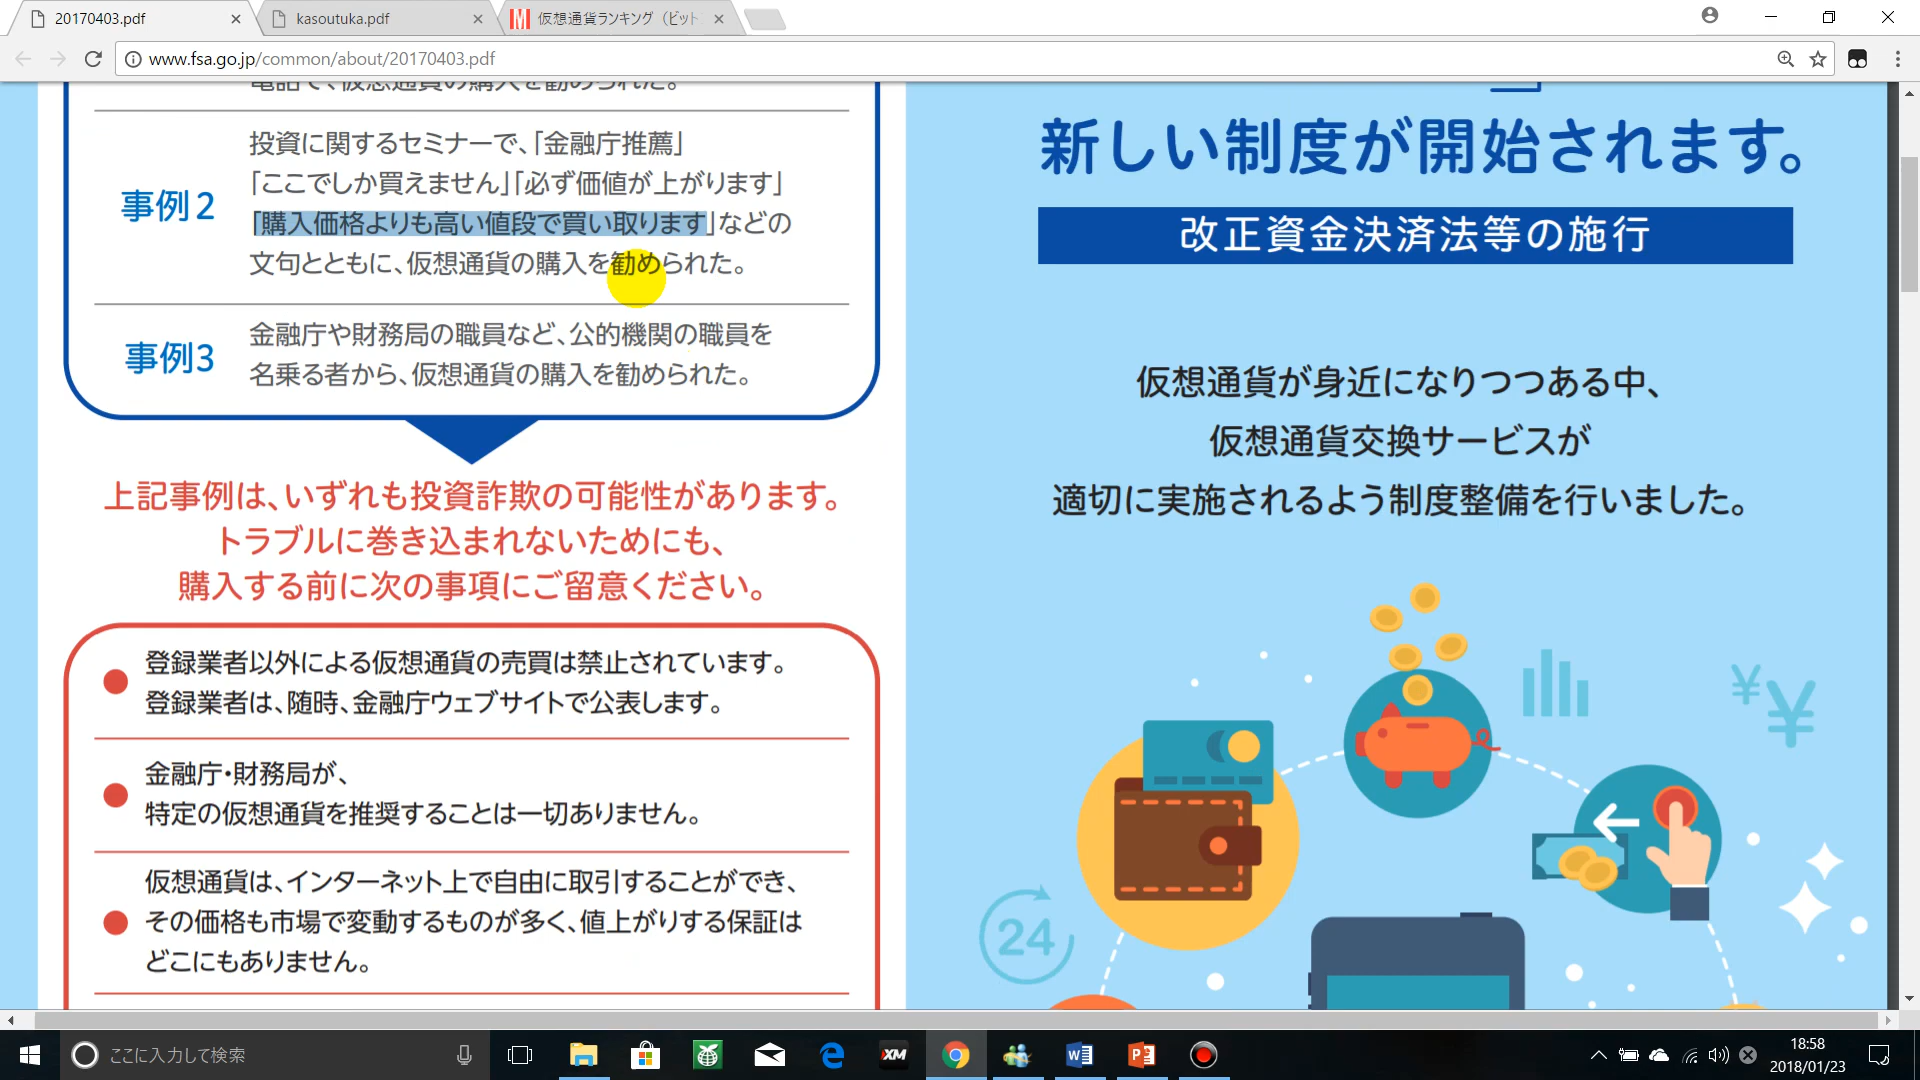 20170403.pdf
kasoutuka.pdf
仮想通貨ランキング（ビット
www.fsa.go.jp/common/about/20170403.pdf
電話で、仮想通貨の購入を勧められた。
事例2
投資に関するセミナーで、「金融庁推薦」
「ここでしか買えません」「必ず価値が上がります」
「購入価格よりも高い値段で買い取ります」などの
文句とともに、仮想通貨の購入を勧められた。
事例3
金融庁や財務局の職員など、公的機関の職員を
名乗る者から、仮想通貨の購入を勧められた。
上記事例は、いずれも投資詐欺の可能性があります。
トラブルに巻き込まれないためにも、
購入する前に次の事項にご留意ください。
登録業者以外による仮想通貨の売買は禁止されています。
登録業者は、随時、金融庁ウェブサイトで公表します。
金融庁・財務局が、
特定の仮想通貨を推奨することは一切ありません。
仮想通貨は、インターネット上で自由に取引することができ、
その価格も市場で変動するものが多く、値上がりする保証は
どこにもありません。
新しい制度が開始されます。
改正資金決済法等の施行
仮想通貨が身近になりつつある中、
仮想通貨交換サービスが
適切に実施されるよう制度整備を行いました。
¥
¥
24
ここに入力して検索
XM
18:58
2018/01/23